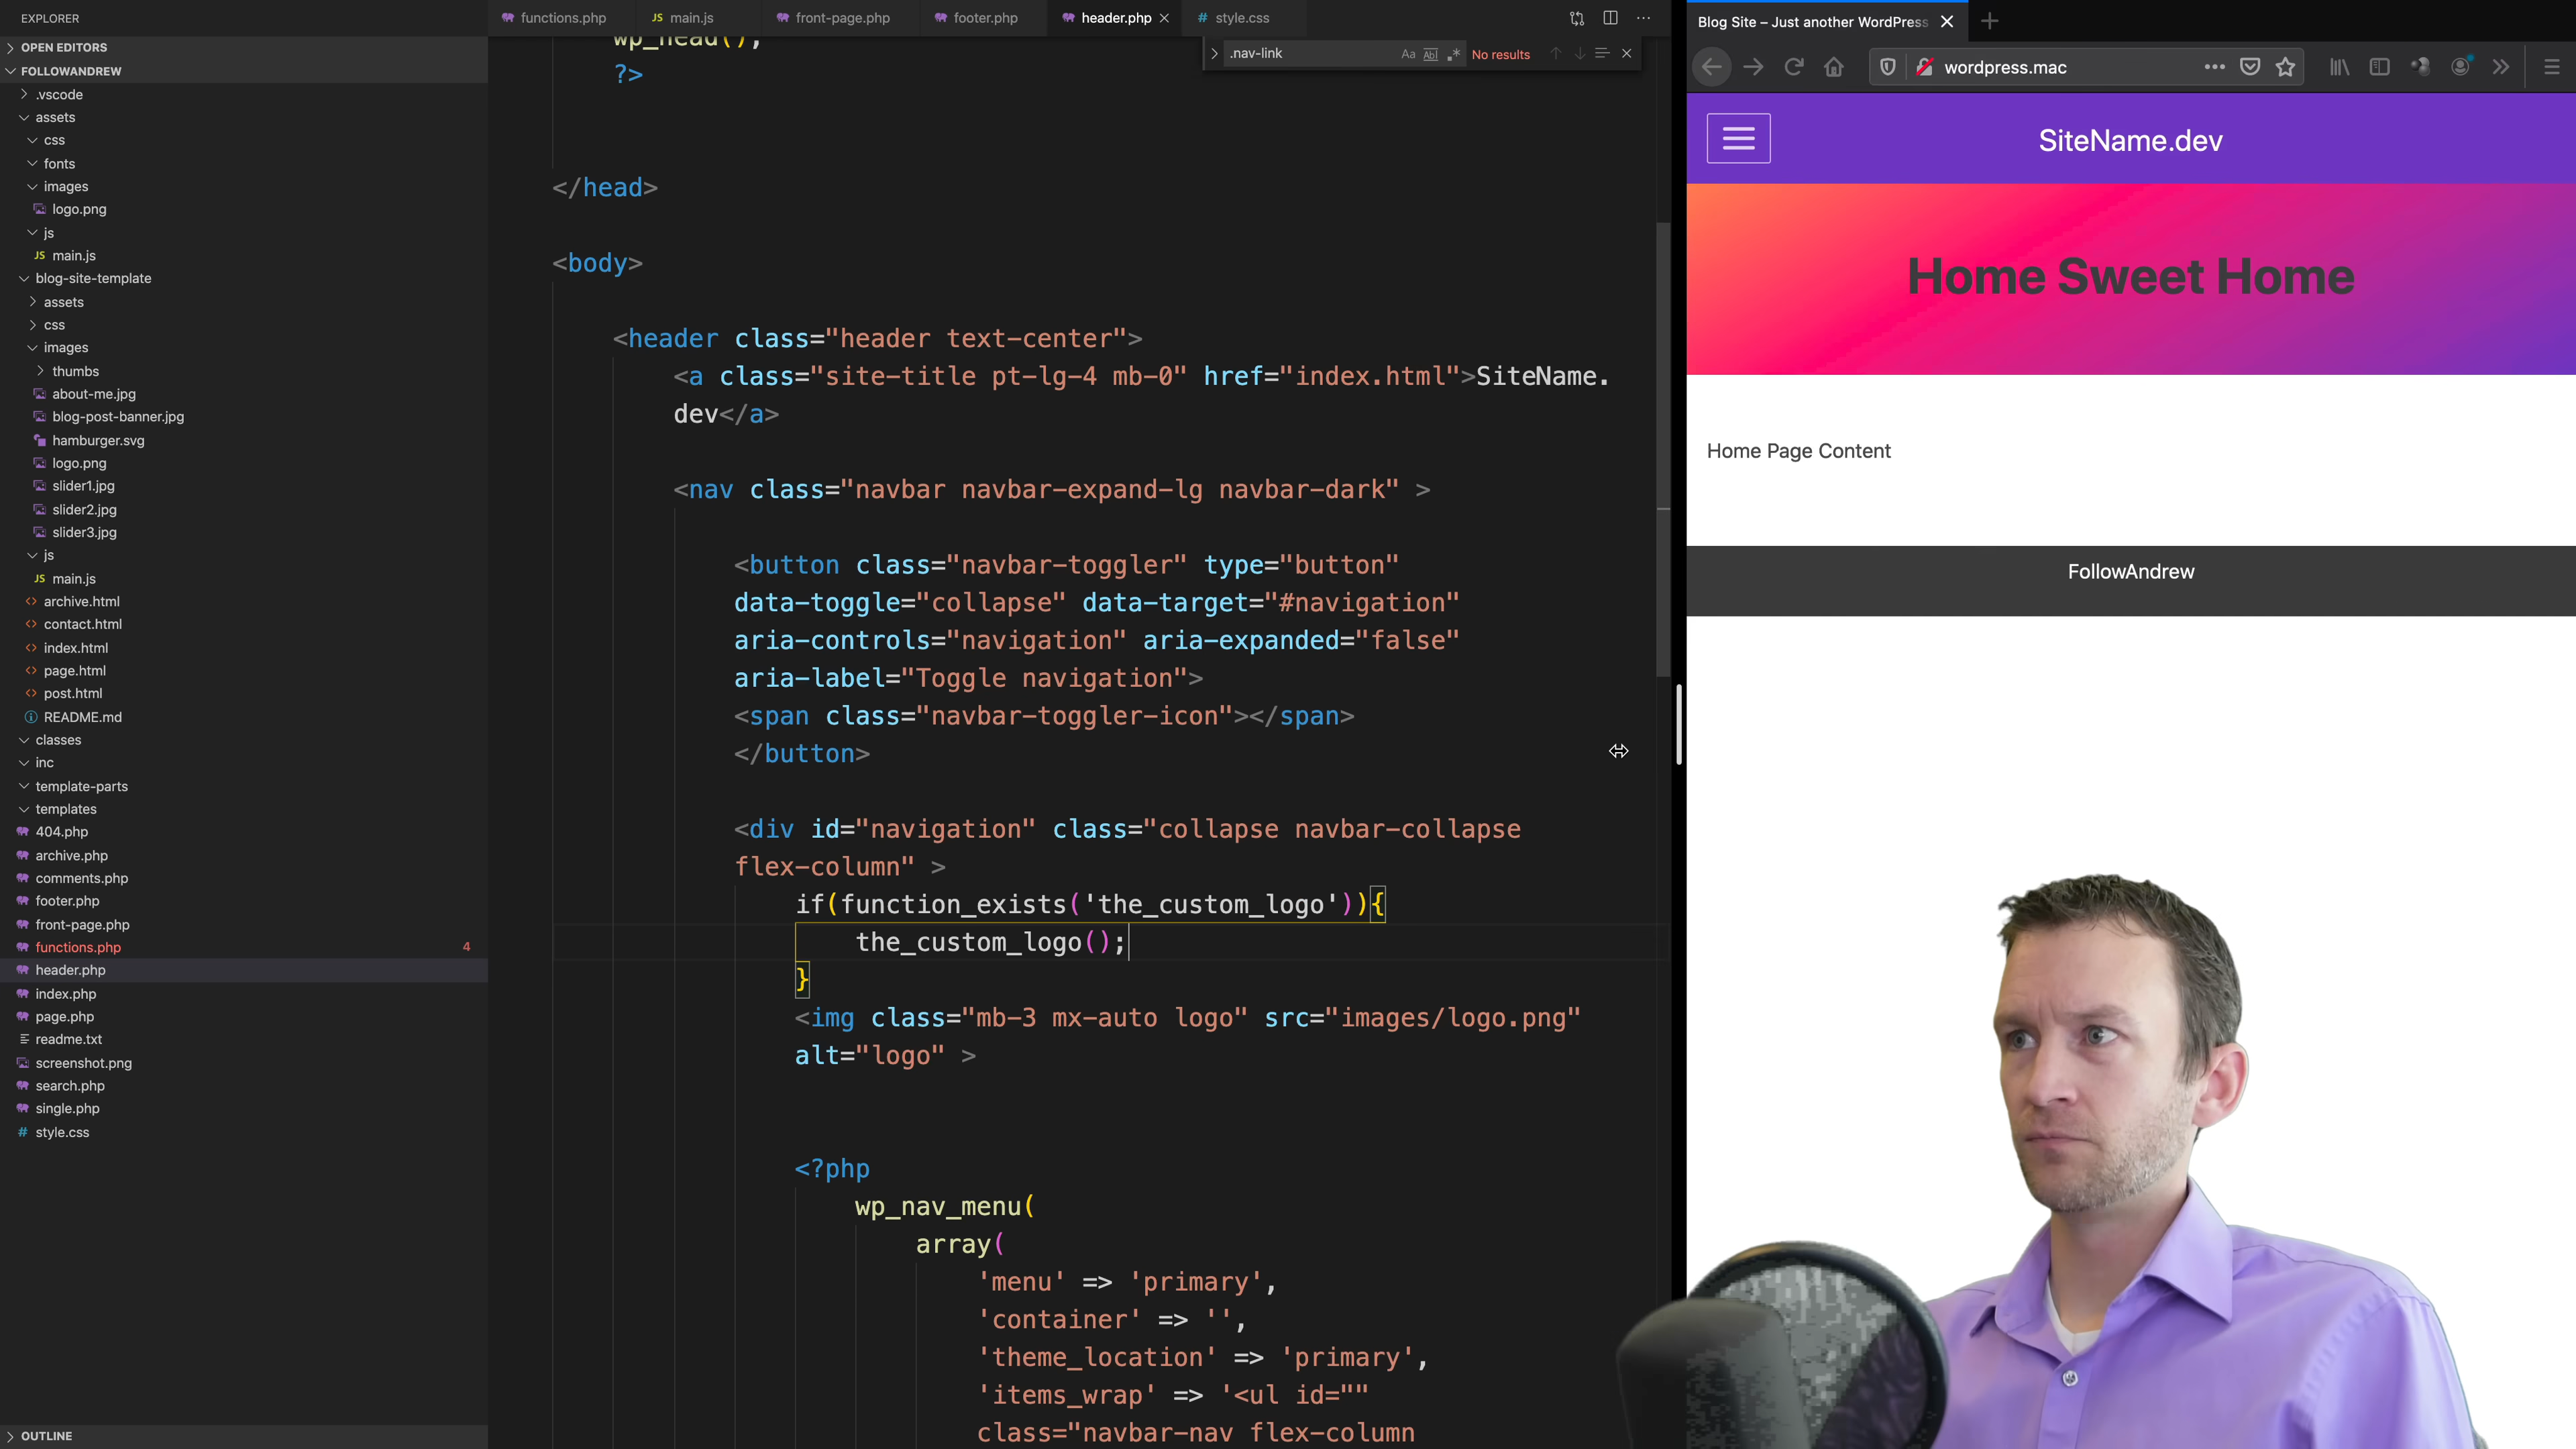 EXPLORER
OPEN EDITORS
FOLLOWANDREW
.vscode
assets
css
fonts
images
logo.png
js
JS main.js
blog-site-template
assets
css
images
thumbs
about-me.jpg
blog-post-banner.jpg
hamburger.svg
logo.png
slider1.jpg
slider2.jpg
slider3.jpg
js
JS main.js
archive.html
contact.html
index.html
page.html
post.html
README.md
classes
inc
template-parts
templates
404.php
archive.php
comments.php
footer.php
front-page.php
functions.php 4
header.php
index.php
page.php
readme.txt
screenshot.png
search.php
single.php
# style.css
OUTLINE
functions.php JS main.js front-page.php footer.php header.php # style.css
.nav-link Aa Abl .* No results
wp_head();
?>
</head>
<body>
<header class="header text-center">
<a class="site-title pt-lg-4 mb-0" href="index.html">SiteName.
dev</a>
<nav class="navbar navbar-expand-lg navbar-dark" >
<button class="navbar-toggler" type="button"
data-toggle="collapse" data-target="#navigation"
aria-controls="navigation" aria-expanded="false"
aria-label="Toggle navigation">
<span class="navbar-toggler-icon"></span>
</button>
<div id="navigation" class="collapse navbar-collapse
flex-column" >
if(function_exists('the_custom_logo')){
the_custom_logo();
}
<img class="mb-3 mx-auto logo" src="images/logo.png"
alt="logo" >
<?php
wp_nav_menu(
array(
'menu' => 'primary',
'container' => '',
'theme_location' => 'primary',
'items_wrap' => '<ul id=""
class="navbar-nav flex-column
Blog Site – Just another WordPress
wordpress.mac
SiteName.dev
Home Sweet Home
Home Page Content
FollowAndrew